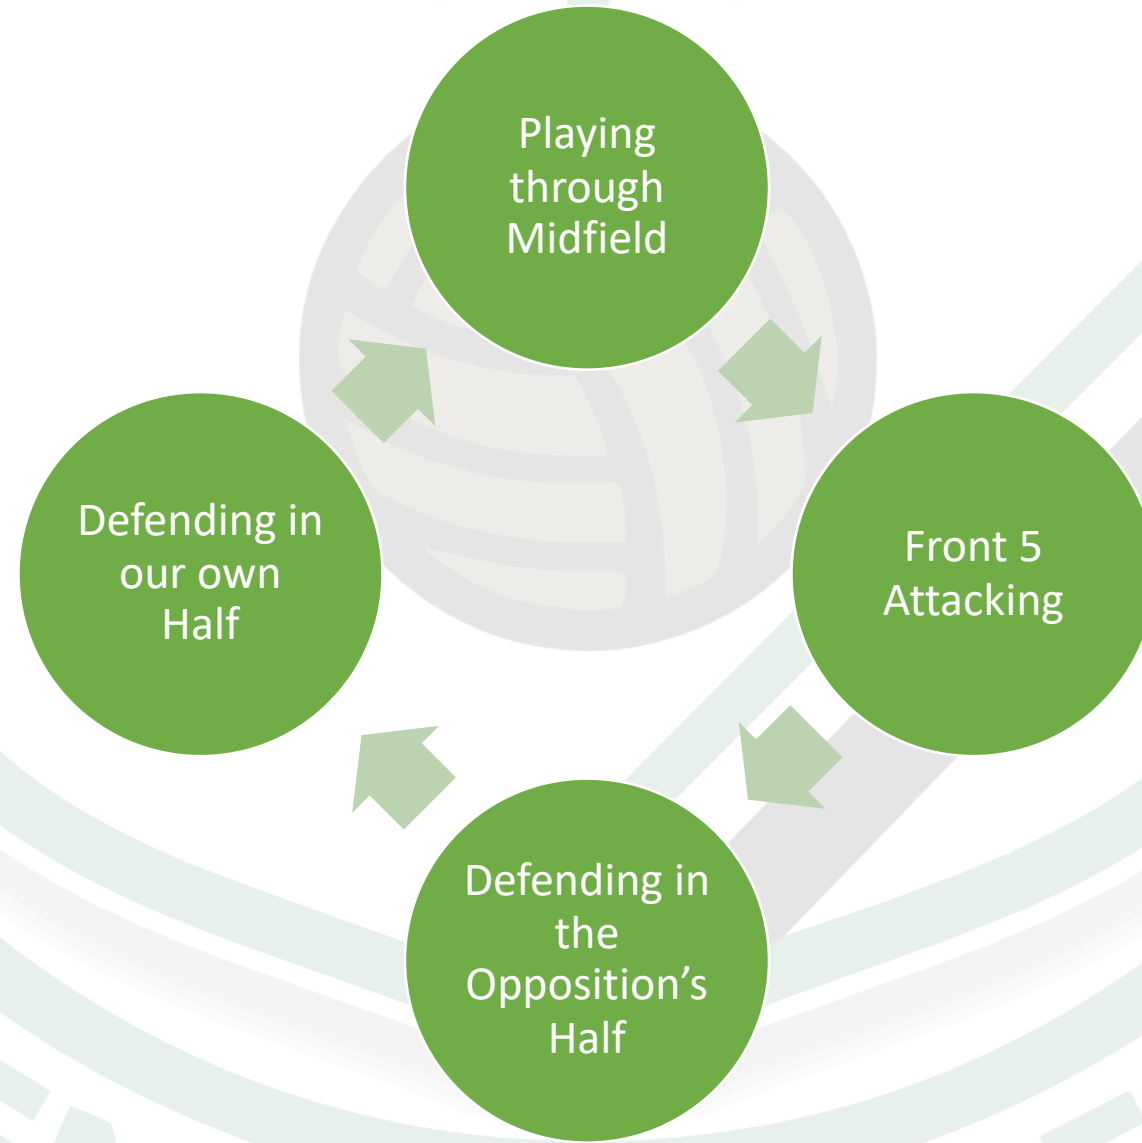 Playing
through
Midfield
Defending in
our own
Half
Front 5
Attacking
Defending in
the
Opposition’s
Half